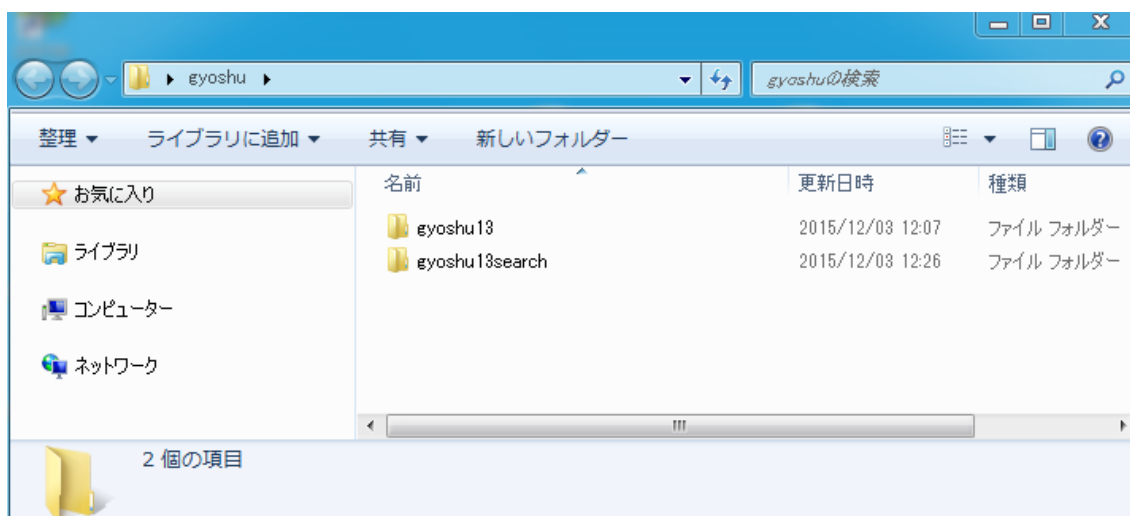 gyoshu
gyoshuの検索
整理 ライブラリに追加 共有 新しいフォルダー
お気に入り
ライブラリ
コンピューター
ネットワーク
名前 更新日時 種類
gyoshu13 2015/12/03 12:07 ファイル フォルダー
gyoshu13search 2015/12/03 12:26 ファイル フォルダー
2 個の項目